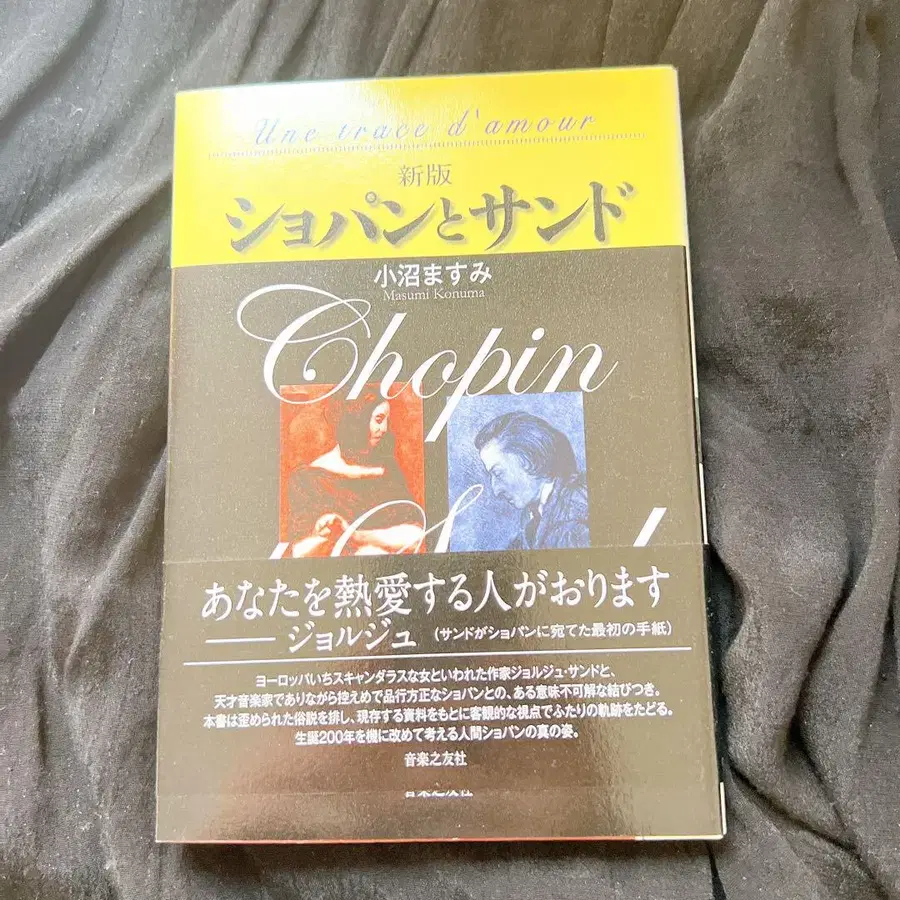 Une trace d'amour
新版
ショパンとサンド
小沼ますみ
Masumi Konuma
Chopin
あなたを熱愛する人がおります
——ジョルジュ（サンドがショパンに宛てた最初の手紙）
ヨーロッパいちスキャンダラスな女といわれた作家ジョルジュ・サンドと、
天才音楽家でありながら控えめで品行方正なショパンとの、ある意味不可解な結びつき。
本書は歪められた俗説を排し、現存する資料をもとに客観的な視点でふたりの軌跡をたどる。
生誕200年を機に改めて考える人間ショパンの真の姿。
音楽之友社